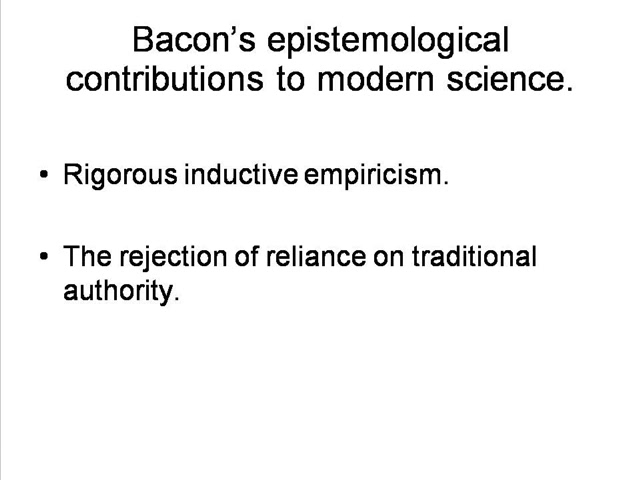 Bacon's epistemological
contributions to modern science.
• Rigorous inductive empiricism.
• The rejection of reliance on traditional
authority.